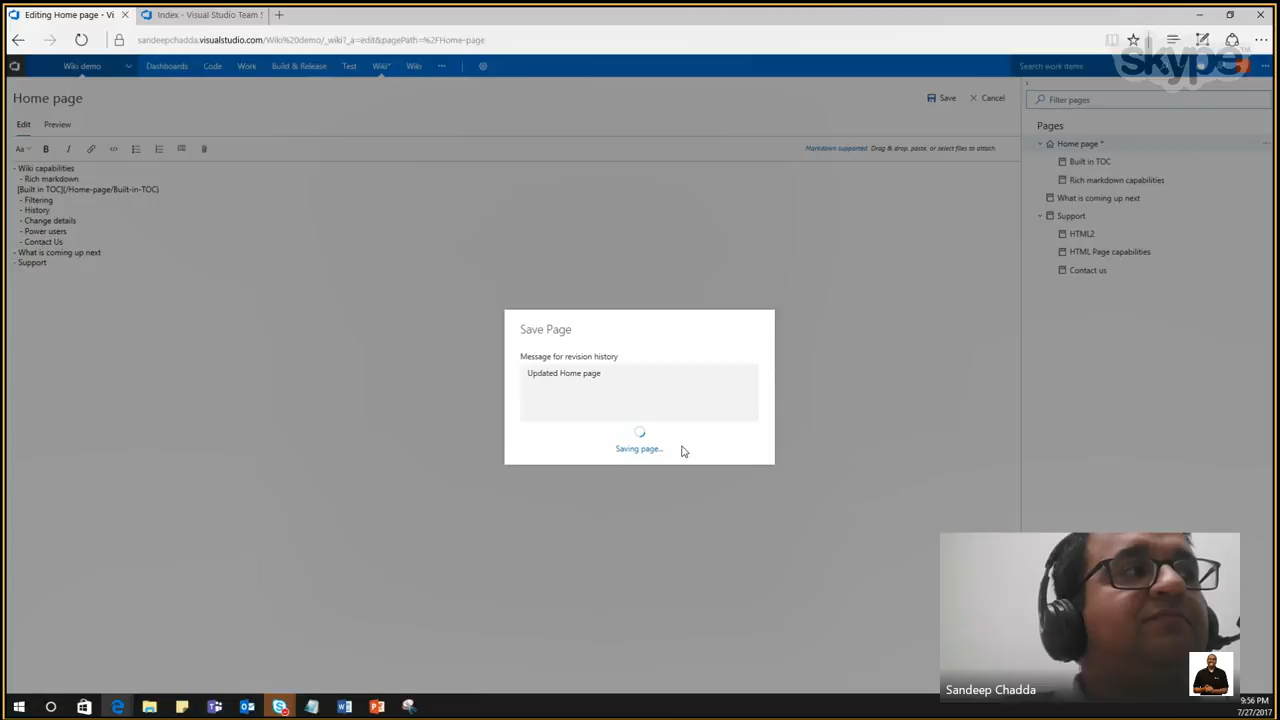 Editing Home page - Vi
Index - Visual Studio Team S
sandeepchadda.visualstudio.com/Wiki%20demo/_wiki?_a=edit&pagePath=%2FHome-page
Wiki demo
Dashboards
Code
Work
Build & Release
Test
Wiki*
Wiki
Search work items
skype
Home page
Save
Cancel
Filter pages
Edit
Preview
Pages
Aa
B
I
Markdown supported. Drag & drop, paste, or select files to attach
Home page *
Built in TOC
Rich markdown capabilities
What is coming up next
Support
HTML2
HTML Page capabilities
Contact us
- Wiki capabilities
- Rich markdown
[Built in TOC](/Home-page/Built-in-TOC)
- Filtering
- History
- Change details
- Power users
- Contact Us
- What is coming up next
- Support
Save Page
Message for revision history
Updated Home page
Saving page...
Sandeep Chadda
9:56 PM
7/27/2017